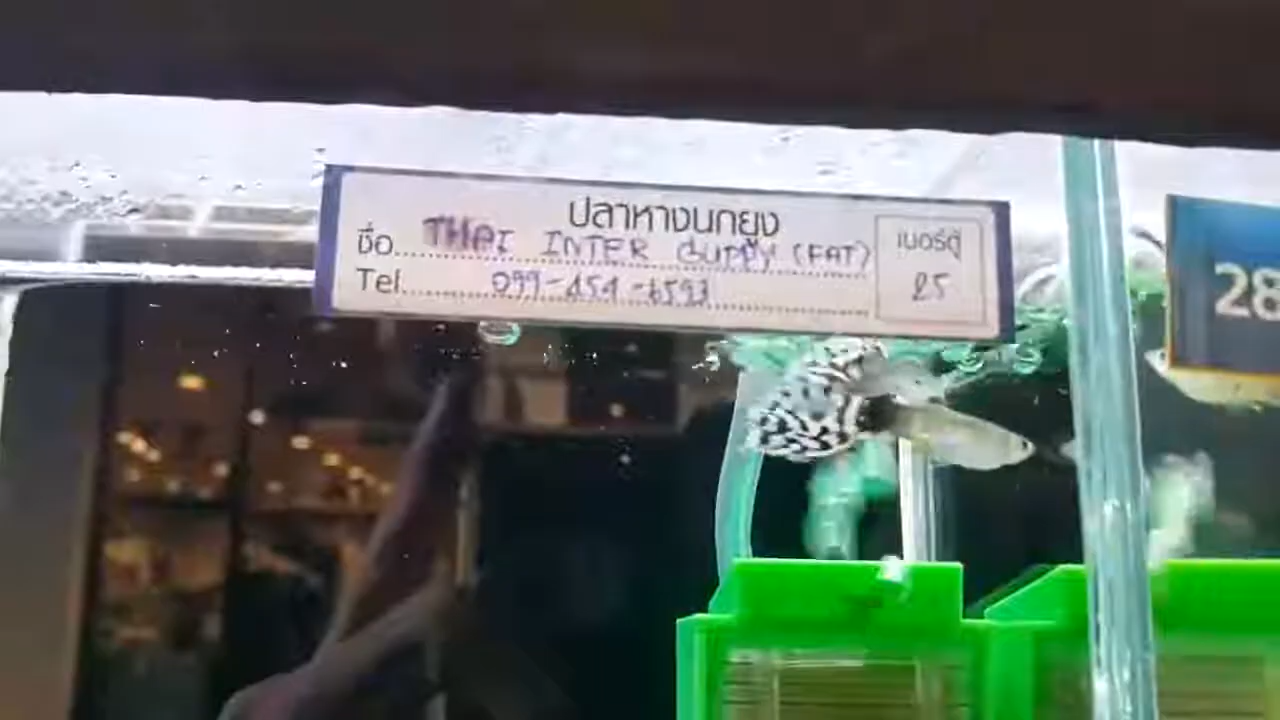 ปลาหางนกยูง
ชื่อ THAI INTER GUPPY (FAT)
Tel. 099-454-6593
เบอร์ตู้
25
28